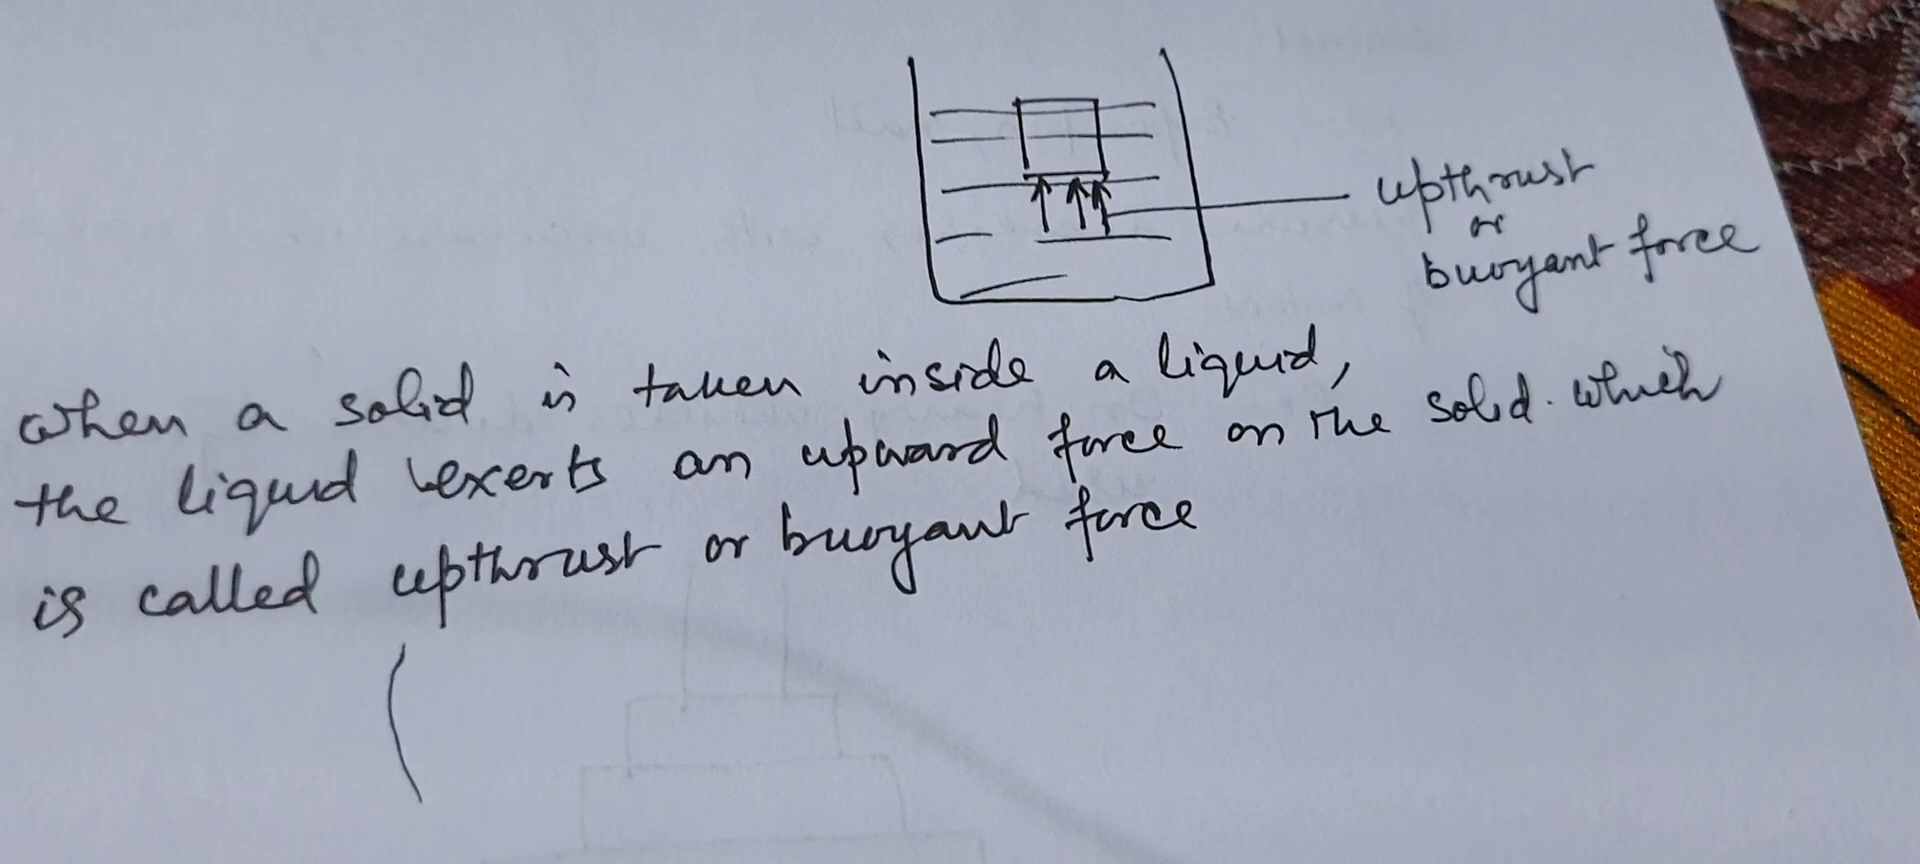 upthrust
or
buoyant force
When a solid is taken inside a liquid,
the liquid exerts an upward force on the solid. which
is called upthrust or buoyant force
(